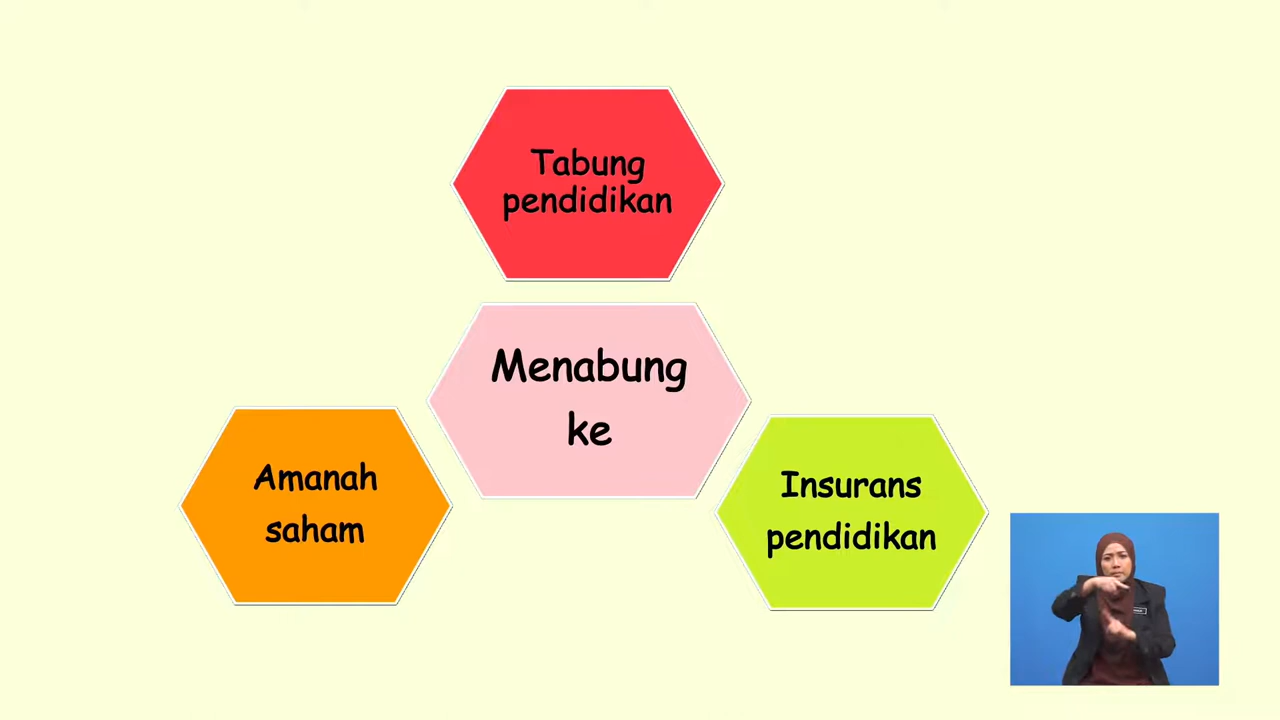 Tabung
pendidikan
Menabung
ke
Amanah
saham
Insurans
pendidikan